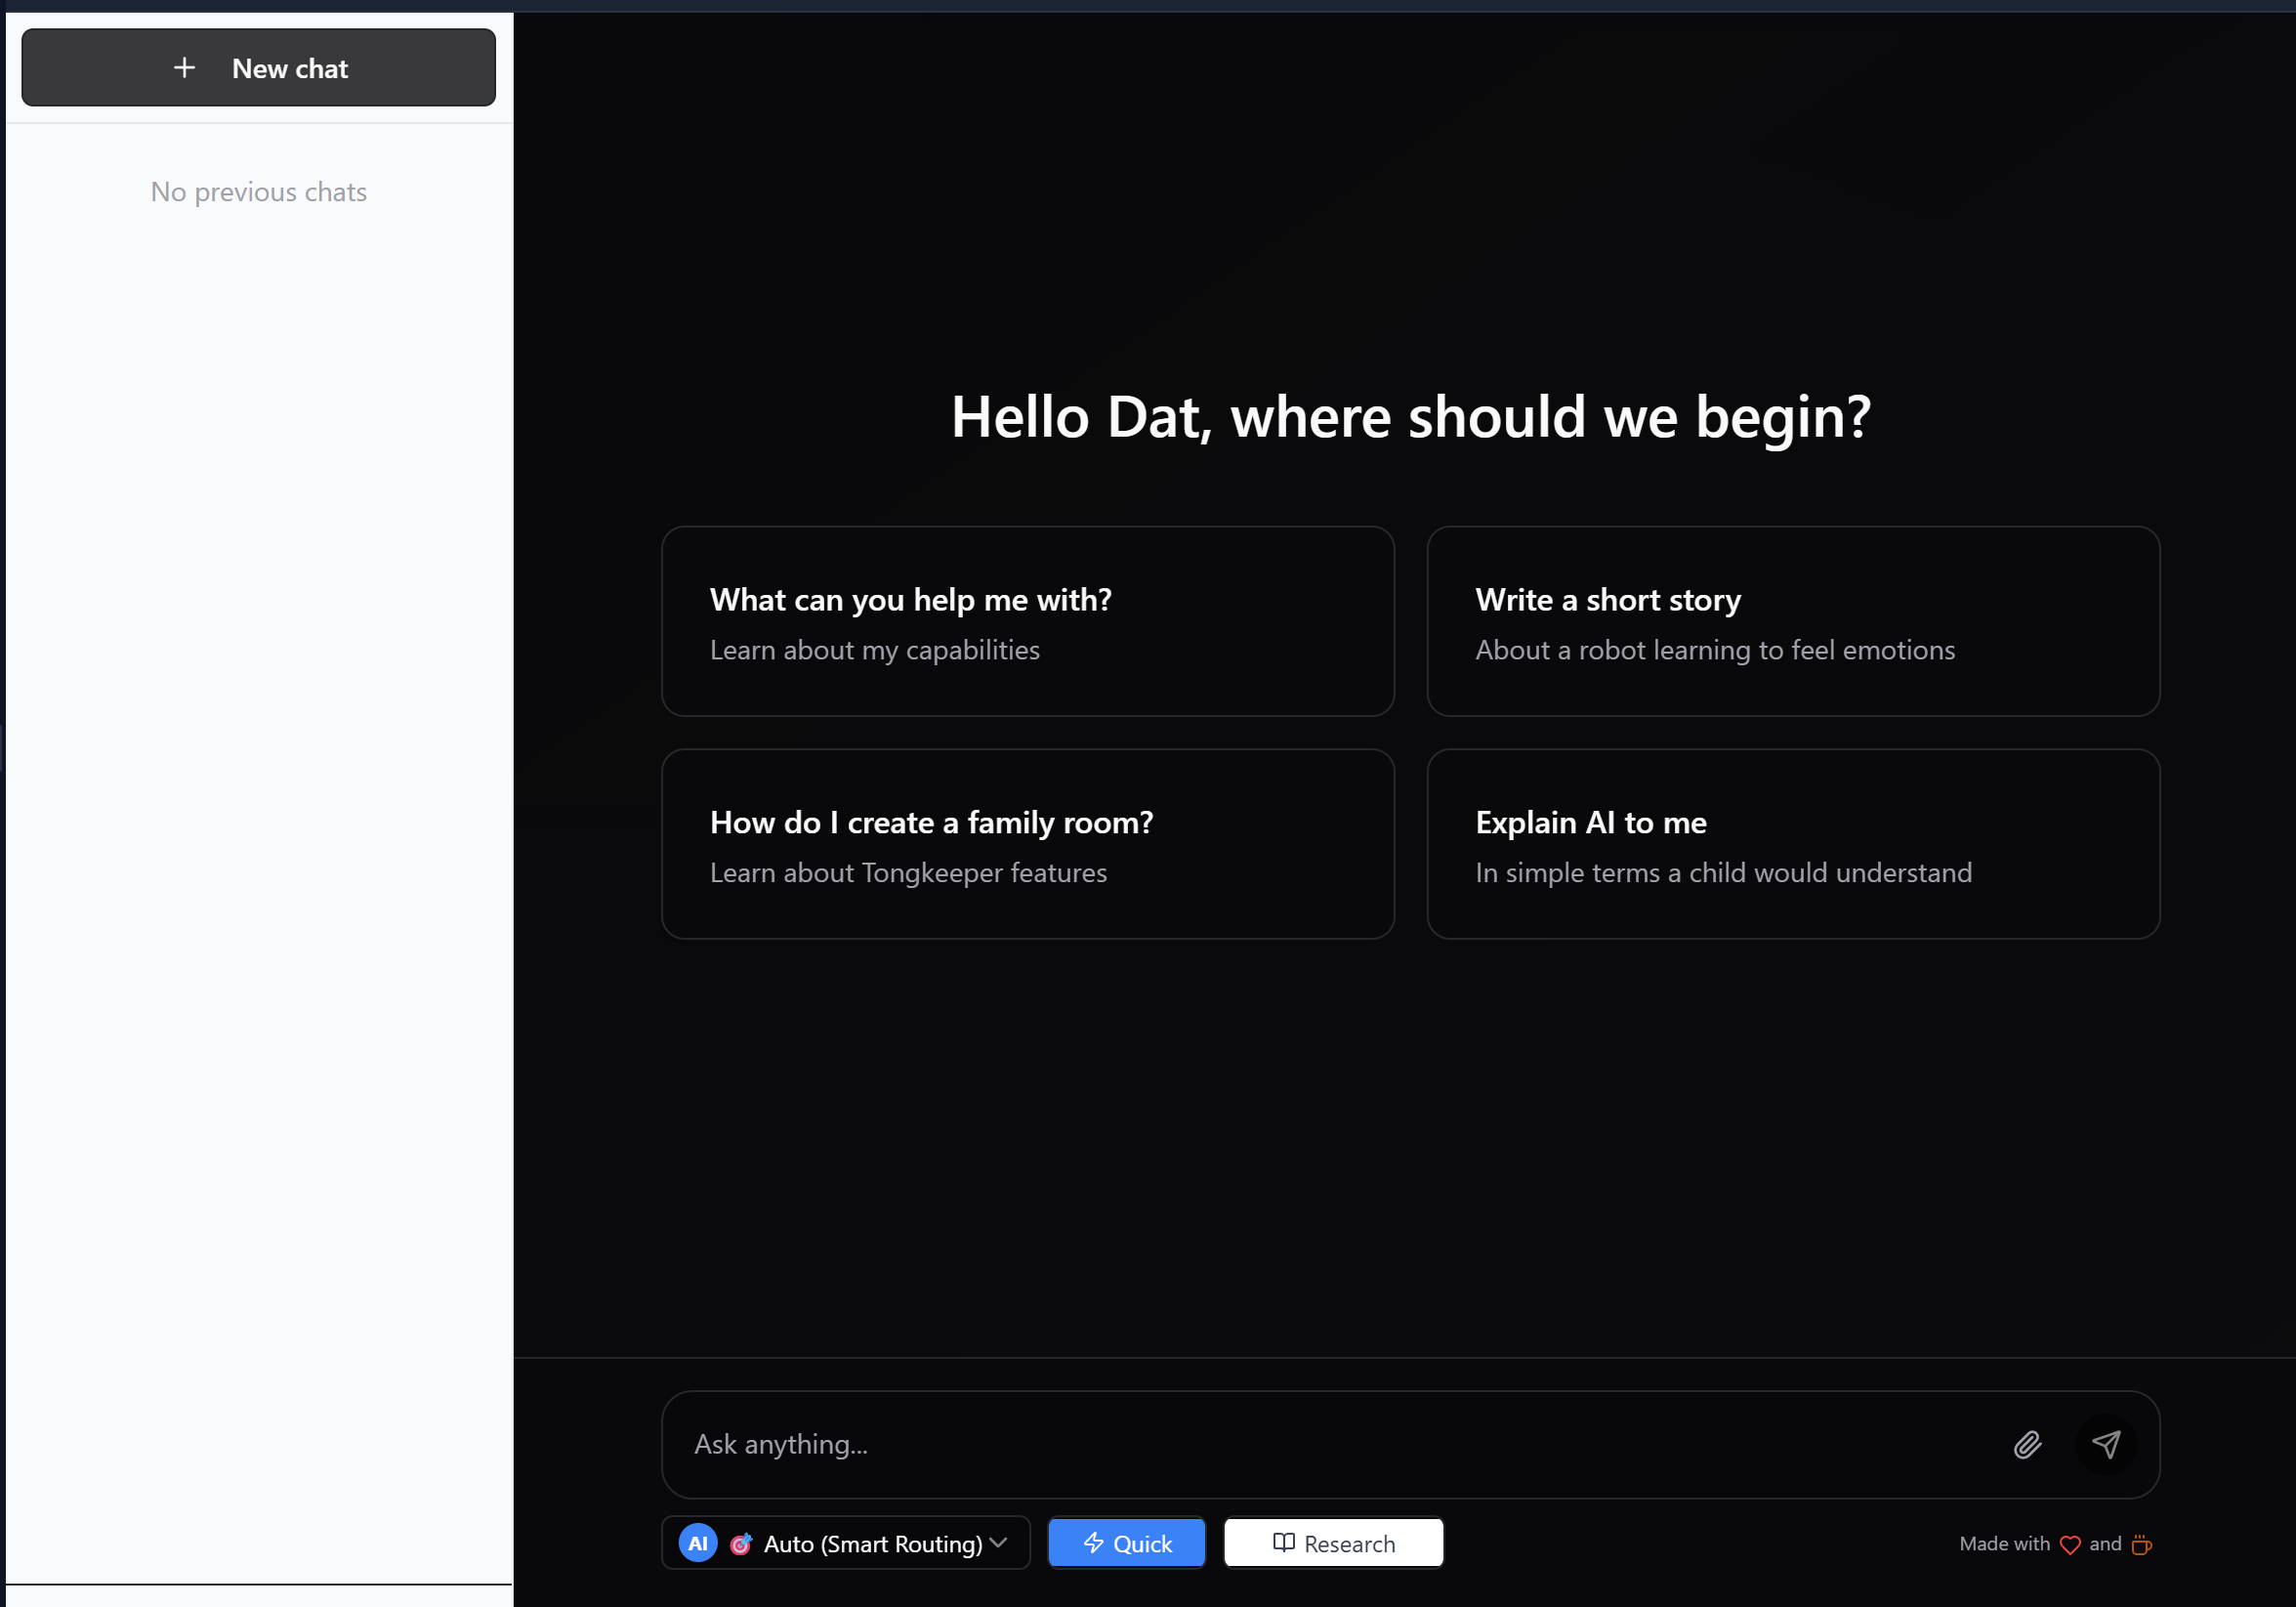 New chat
No previous chats
Hello Dat, where should we begin?
What can you help me with?
Learn about my capabilities
Write a short story
About a robot learning to feel emotions
How do I create a family room?
Learn about Tongkeeper features
Explain AI to me
In simple terms a child would understand
Ask anything...
AI Auto (Smart Routing)
Quick
Research
Made with and